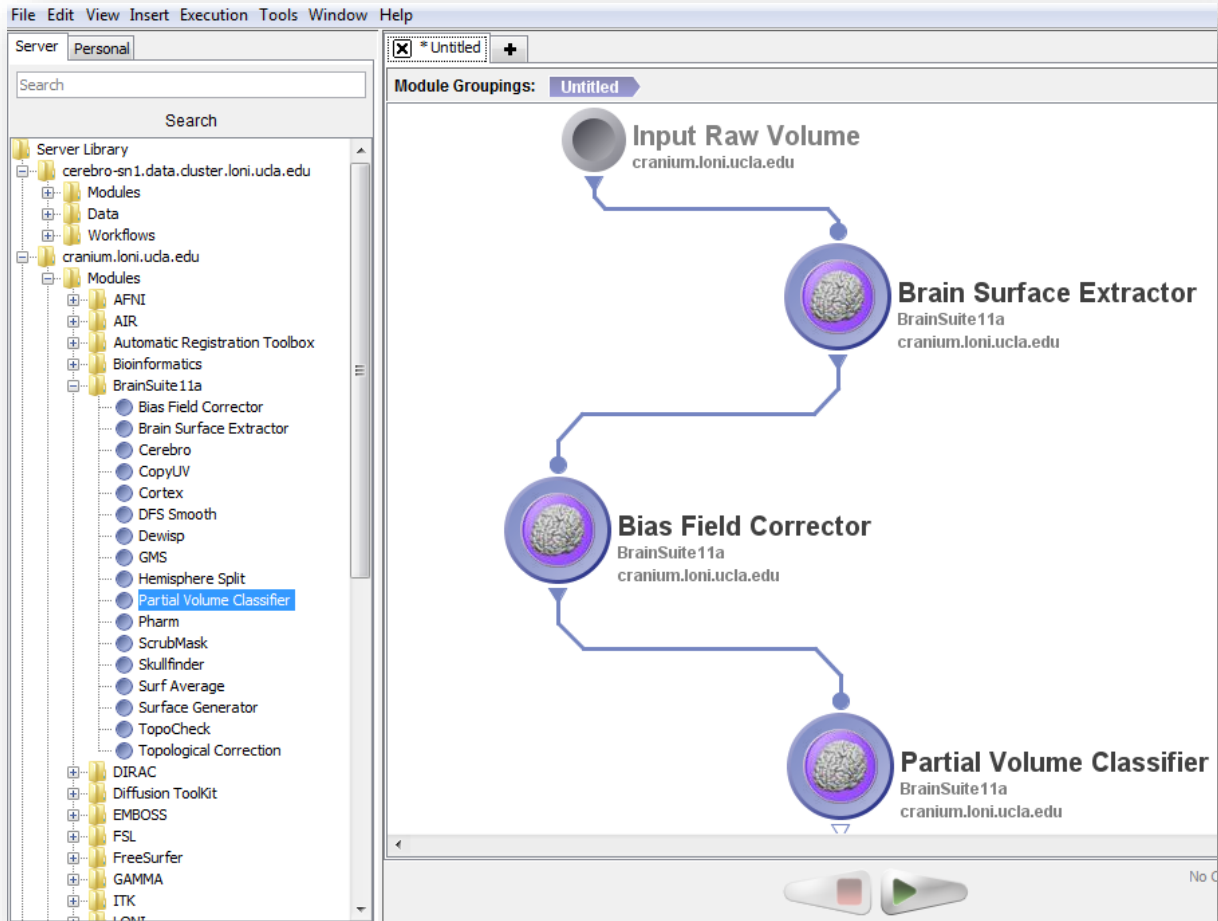 File Edit View Insert Execution Tools Window Help
Server Personal
Search
Search
Server Library
cerebro-sn1.data.cluster.loni.ucla.edu
Modules
Data
Workflows
cranium.loni.ucla.edu
Modules
AFNI
AIR
Automatic Registration Toolbox
Bioinformatics
BrainSuite11a
Bias Field Corrector
Brain Surface Extractor
Cerebro
CopyUV
Cortex
DFS Smooth
Dewisp
GMS
Hemisphere Split
Partial Volume Classifier
Pharm
ScrubMask
Skullfinder
Surf Average
Surface Generator
TopoCheck
Topological Correction
DIRAC
Diffusion ToolKit
EMBOSS
FSL
FreeSurfer
GAMMA
ITK
LONI
* Untitled
Module Groupings: Untitled
Input Raw Volume
cranium.loni.ucla.edu
Brain Surface Extractor
BrainSuite11a
cranium.loni.ucla.edu
Bias Field Corrector
BrainSuite11a
cranium.loni.ucla.edu
Partial Volume Classifier
BrainSuite11a
cranium.loni.ucla.edu
No